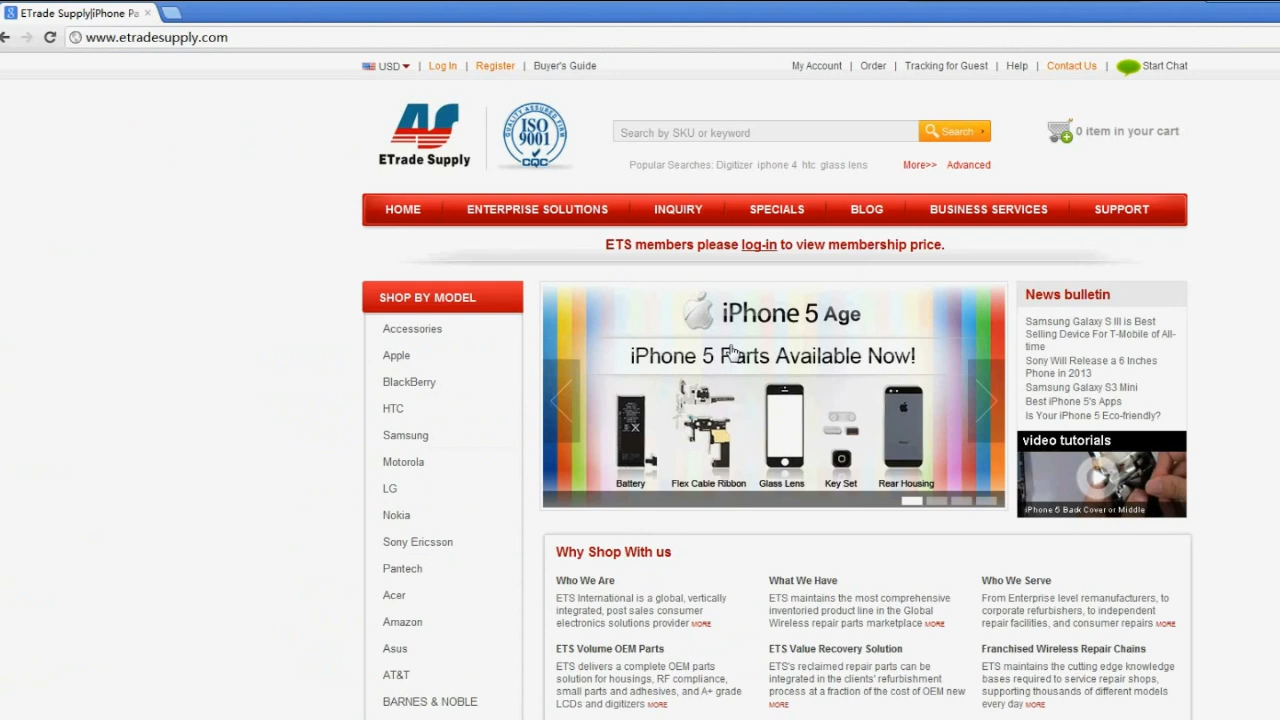 ETrade Supply|iPhone Pa
www.etradesupply.com
USD | Log In | Register | Buyer's Guide
My Account | Order | Tracking for Guest | Help | Contact Us | Start Chat
AS
ETrade Supply
QUALITY ASSURED FIRM
ISO
9001
CQC
Search by SKU or keyword
Search
0 item in your cart
Popular Searches: Digitizer iphone 4 htc glass lens
More>> Advanced
HOME
ENTERPRISE SOLUTIONS
INQUIRY
SPECIALS
BLOG
BUSINESS SERVICES
SUPPORT
ETS members please log-in to view membership price.
SHOP BY MODEL
Accessories
Apple
BlackBerry
HTC
Samsung
Motorola
LG
Nokia
Sony Ericsson
Pantech
Acer
Amazon
Asus
AT&T
BARNES & NOBLE
iPhone 5 Age
iPhone 5 Parts Available Now!
Battery
Flex Cable Ribbon
Glass Lens
Key Set
Rear Housing
News bulletin
Samsung Galaxy S III is Best
Selling Device For T-Mobile of All-
time
Sony Will Release a 6 Inches
Phone in 2013
Samsung Galaxy S3 Mini
Best iPhone 5's Apps
Is Your iPhone 5 Eco-friendly?
video tutorials
iPhone 5 Back Cover or Middle
Why Shop With us
Who We Are
ETS International is a global, vertically
integrated, post sales consumer
electronics solutions provider MORE
What We Have
ETS maintains the most comprehensive
inventoried product line in the Global
Wireless repair parts marketplace MORE
Who We Serve
From Enterprise level remanufacturers, to
corporate refurbishers, to independent
repair facilities, and consumer repairs MORE
ETS Volume OEM Parts
ETS delivers a complete OEM parts
solution for housings, RF compliance,
small parts and adhesives, and A+ grade
LCDs and digitizers MORE
ETS Value Recovery Solution
ETS's reclaimed repair parts can be
integrated in the clients' refurbishment
process at a fraction of the cost of OEM new
MORE
Franchised Wireless Repair Chains
ETS maintains the cutting edge knowledge
bases required to service repair shops,
supporting thousands of different models
every day MORE